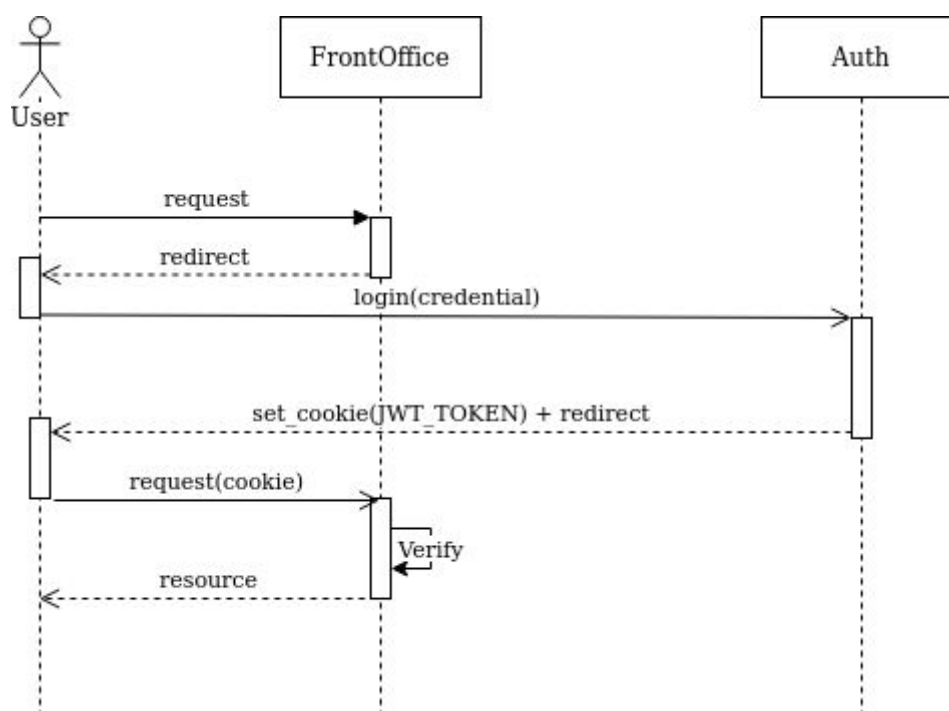 FrontOffice
Auth
User
request
redirect
login(credential)
set_cookie(JWT_TOKEN) + redirect
request(cookie)
Verify
resource